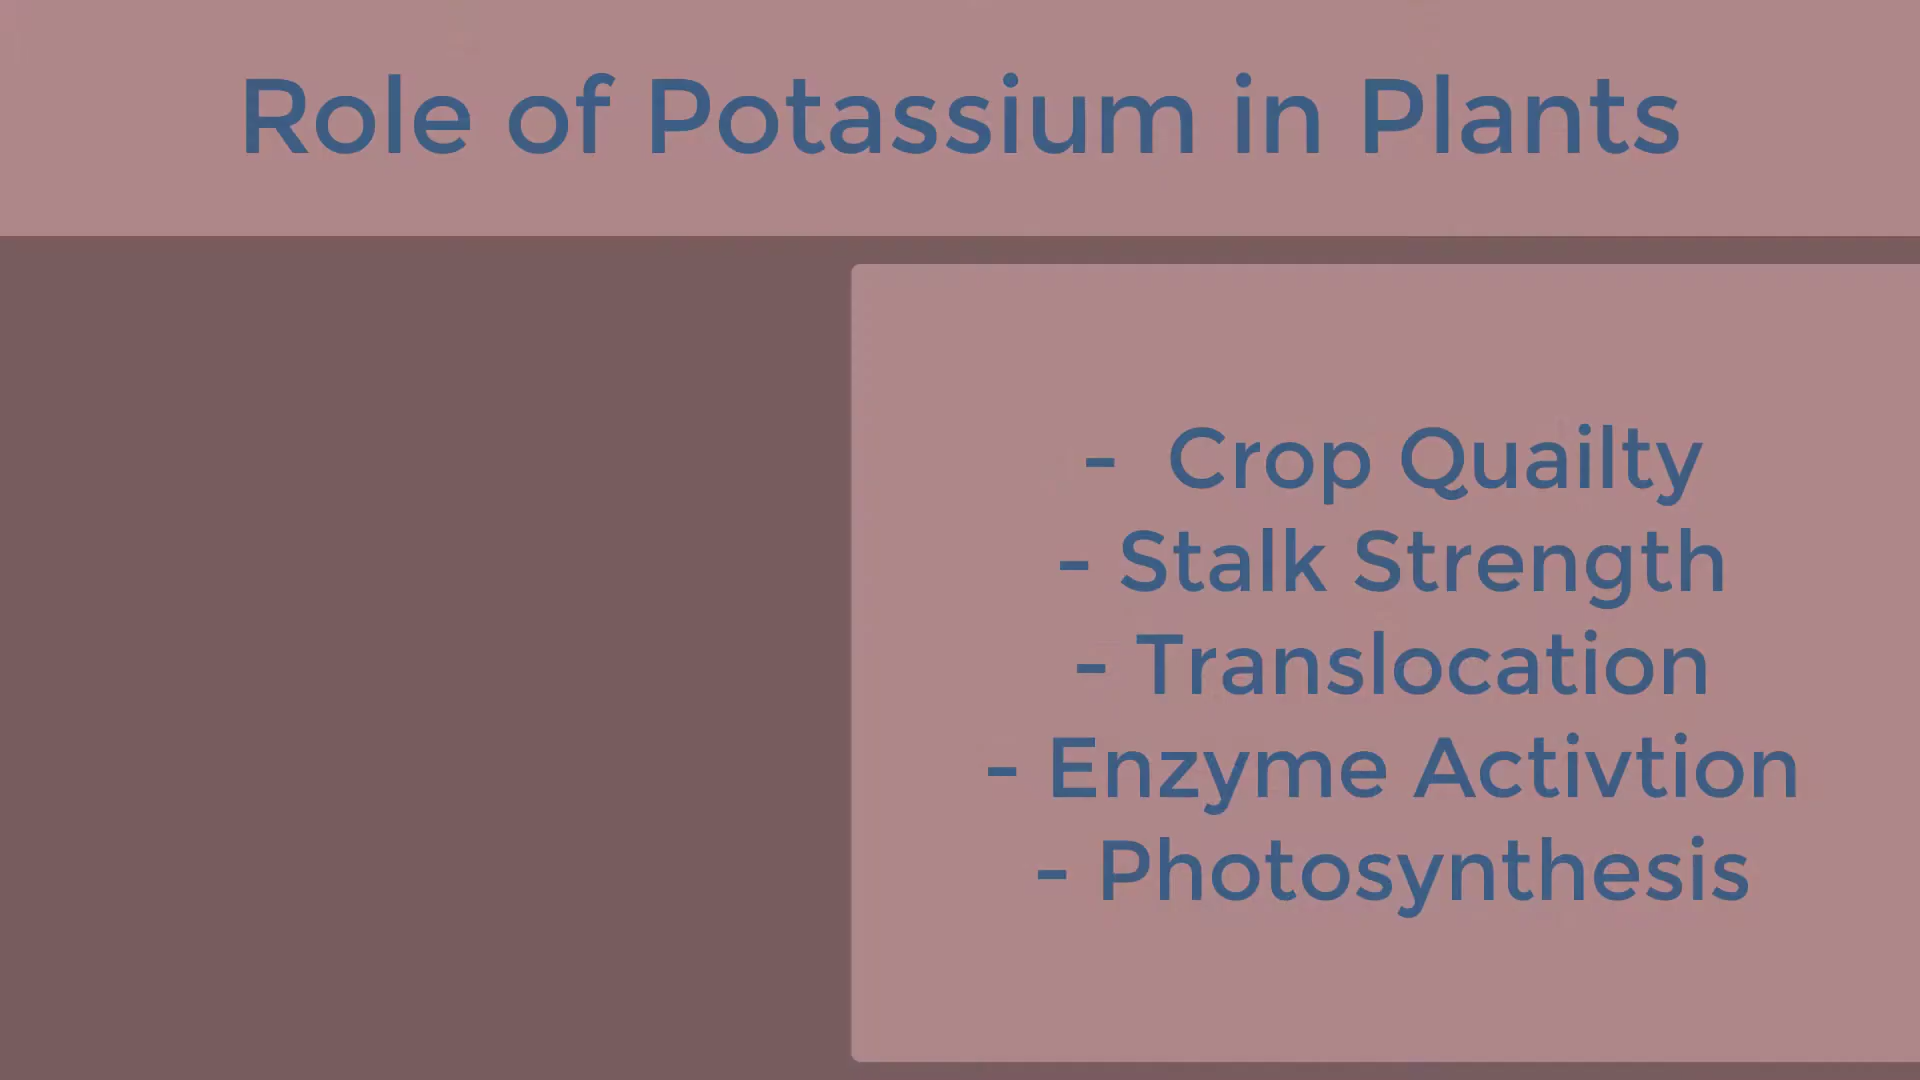 Role of Potassium in Plants
- Crop Quailty
- Stalk Strength
- Translocation
- Enzyme Activtion
- Photosynthesis